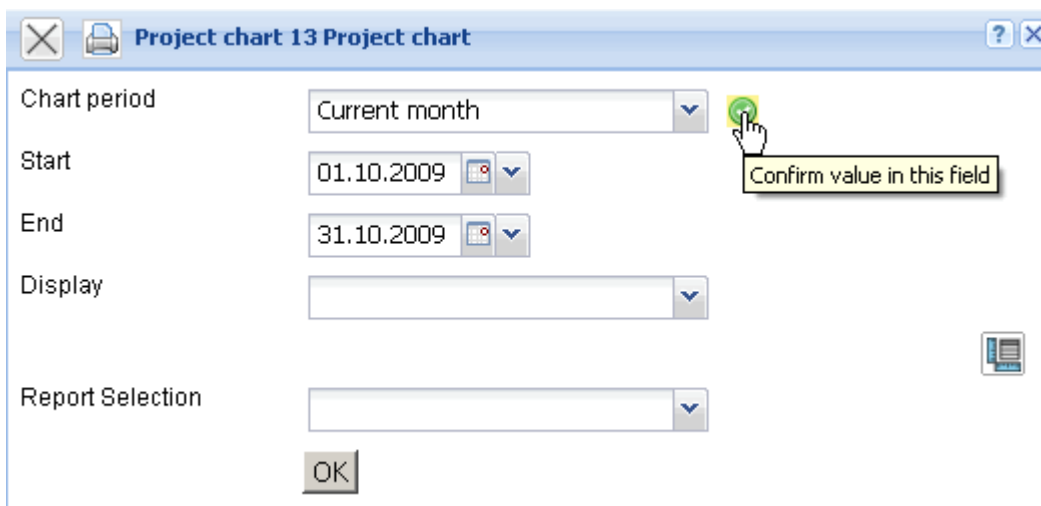 Project chart 13 Project chart ?
Chart period Current month
Confirm value in this field
Start 01.10.2009
End 31.10.2009
Display
Report Selection
OK